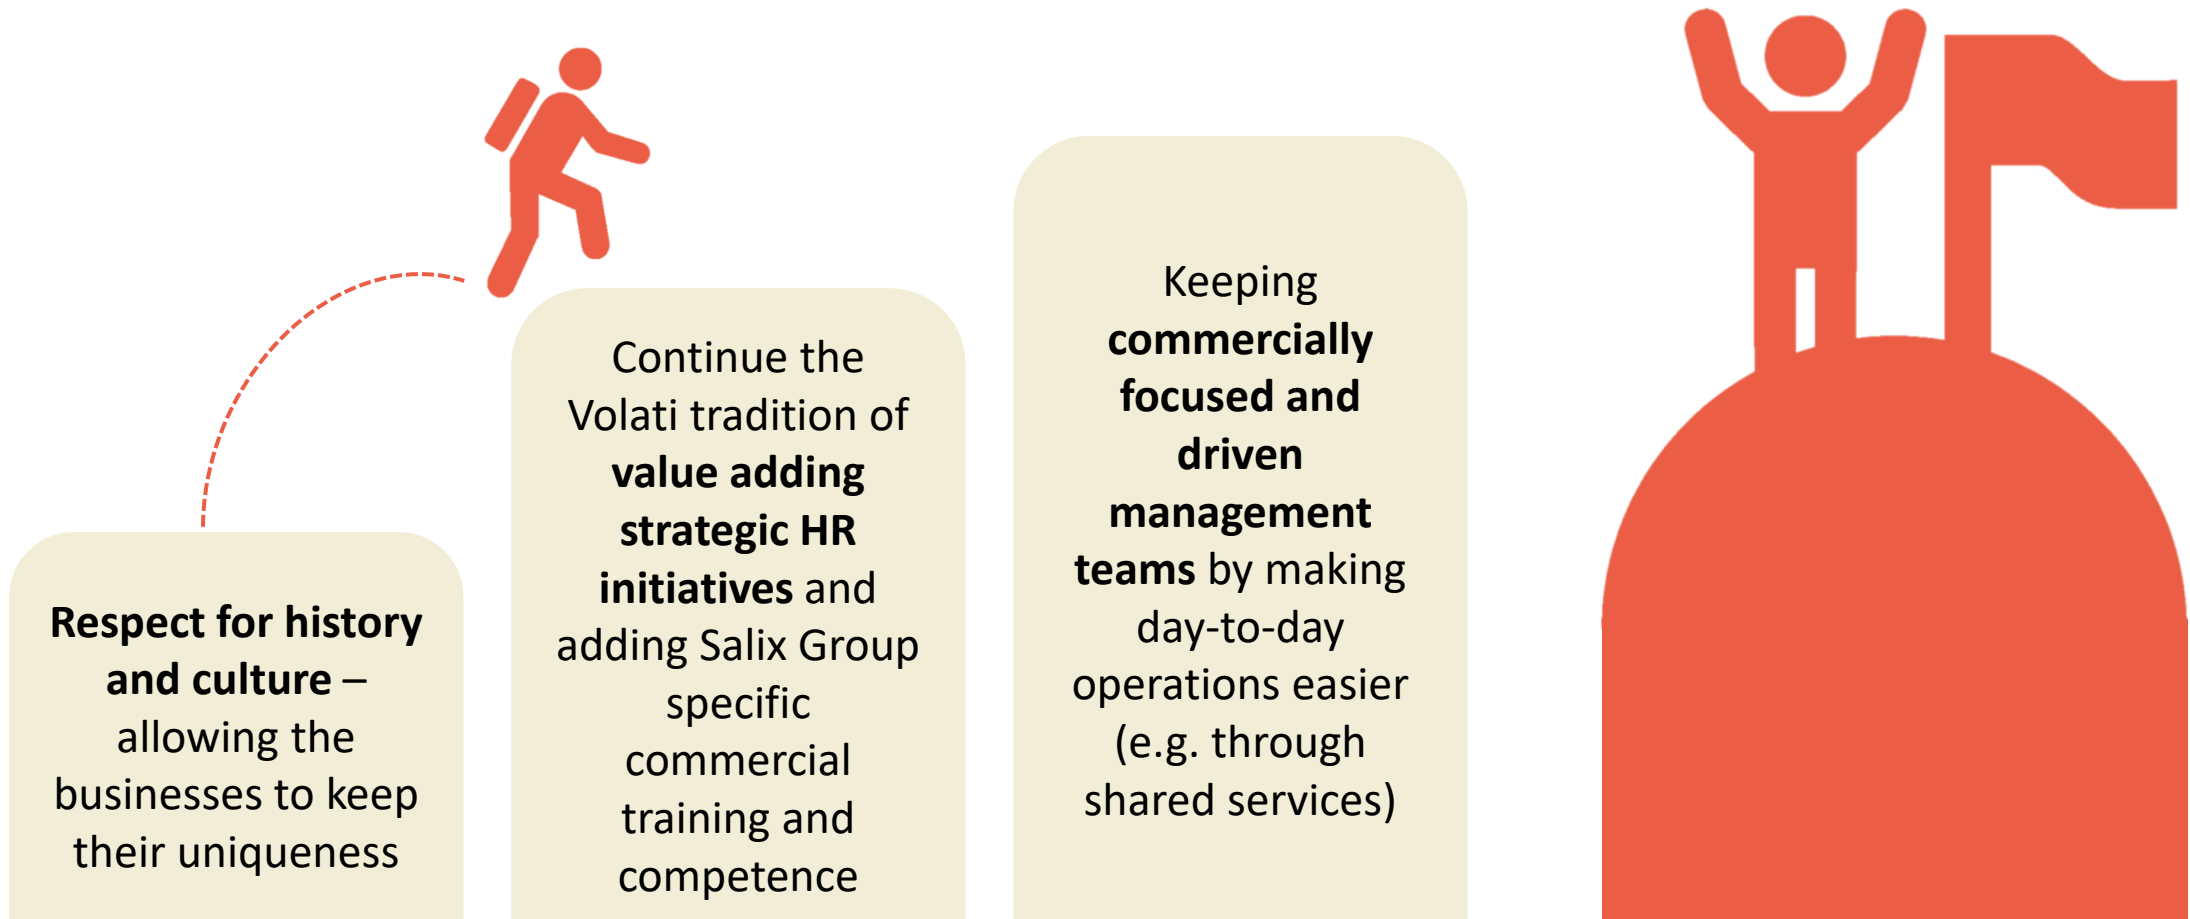 Respect for history
and culture –
allowing the
businesses to keep
their uniqueness
Continue the
Volati tradition of
value adding
strategic HR
initiatives and
adding Salix Group
specific
commercial
training and
competence
Keeping
commercially
focused and
driven
management
teams by making
day-to-day
operations easier
(e.g. through
shared services)